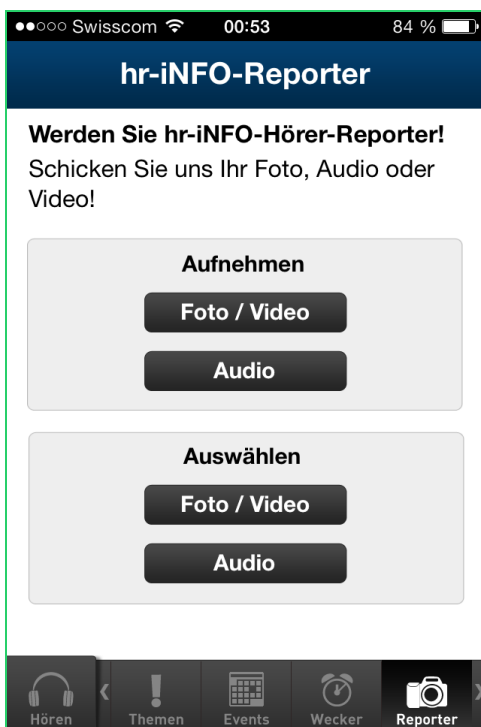 Swisscom 00:53 84 %
hr-iNFO-Reporter
Werden Sie hr-iNFO-Hörer-Reporter!
Schicken Sie uns Ihr Foto, Audio oder
Video!
Aufnehmen
Foto / Video
Audio
Auswählen
Foto / Video
Audio
Hören Themen Events Wecker Reporter